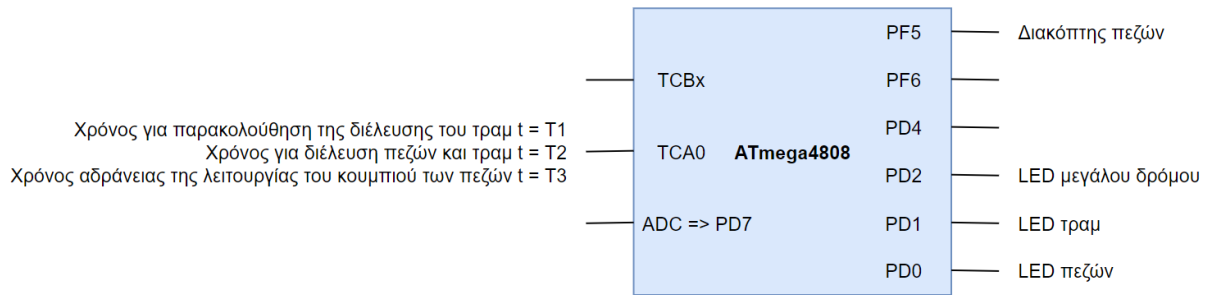 PF5 Διακόπτης πεζών
TCBx PF6
Χρόνος για παρακολούθηση της διέλευσης του τραμ t = T1 PD4
Χρόνος για διέλευση πεζών και τραμ t = T2 TCA0 ATmega4808
Χρόνος αδράνειας της λειτουργίας του κουμπιού των πεζών t = T3 PD2 LED μεγάλου δρόμου
ADC => PD7 PD1 LED τραμ
PD0 LED πεζών